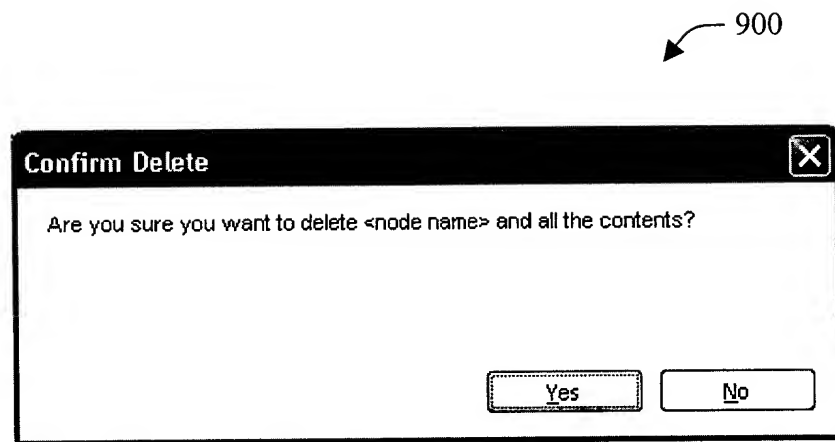 900
Confirm Delete
Are you sure you want to delete <node name> and all the contents?
Yes
No